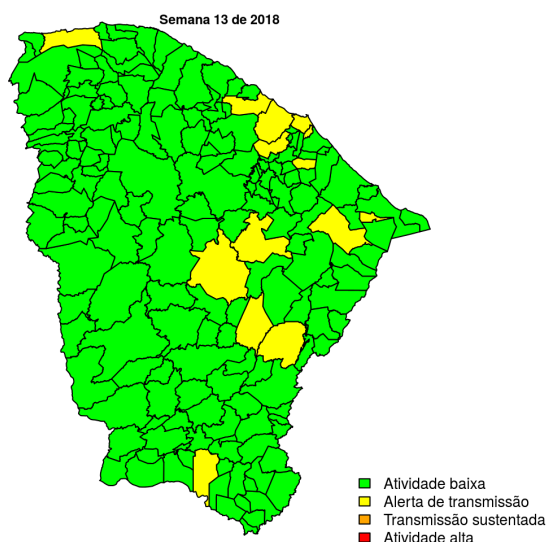 Semana 13 de 2018
Atividade baixa
Alerta de transmissão
Transmissão sustentada
Atividade alta